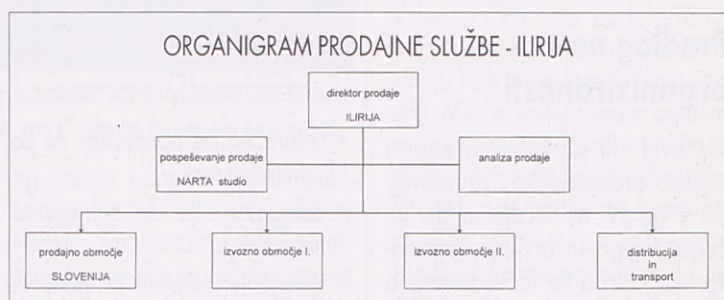 ORGANIGRAM PRODAJNE SLUŽBE - ILIRIJA
direktor prodaje
ILIRIJA
pospeševanje prodaje
NARTA studio
analiza prodaje
prodajno območje
SLOVENIJA
izvozno območje I.
izvozno območje II.
distribucija
in
transport